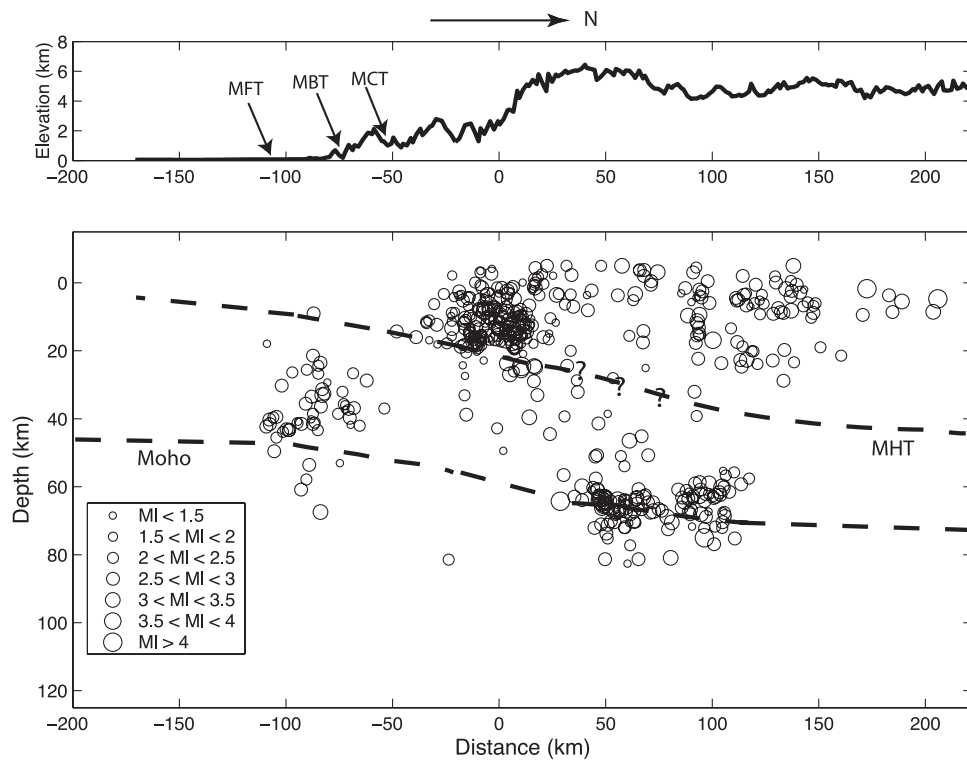 N
8
6
4
2
0
Elevation (km)
MFT
MBT
MCT
−200 −150 −100 −50 0 50 100 150 200
0
20
40
60
80
100
120
Depth (km)
? ? ?
Moho
MHT
Ml < 1.5
1.5 < Ml < 2
2 < Ml < 2.5
2.5 < Ml < 3
3 < Ml < 3.5
3.5 < Ml < 4
Ml > 4
−200 −150 −100 −50 0 50 100 150 200
Distance (km)